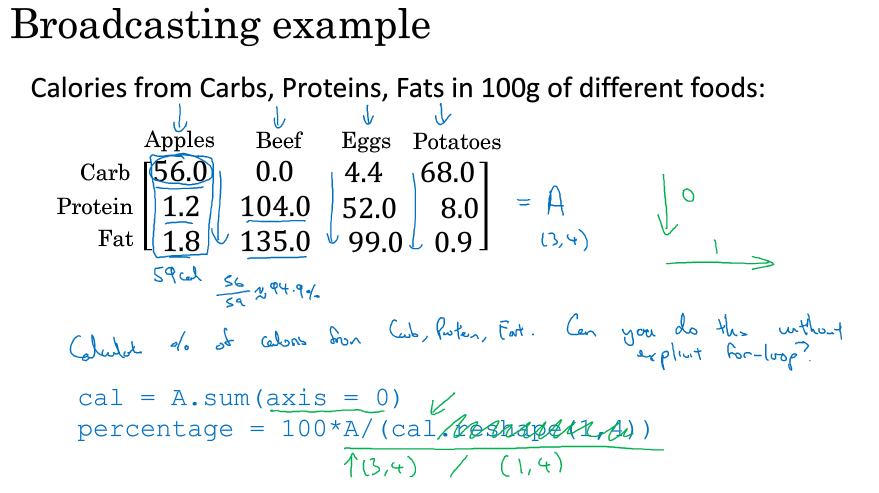 Broadcasting example
Calories from Carbs, Proteins, Fats in 100g of different foods:
Apples Beef Eggs Potatoes
Carb 56.0 0.0 4.4 68.0
Protein 1.2 104.0 52.0 8.0
Fat 1.8 135.0 99.0 0.9
= A
(3,4)
0
1
59cal
56/59 ≈ 94.9%
Calculate % of calories from Carb, Protein, Fat. Can you do this without
explicit for-loop?
cal = A.sum(axis = 0)
percentage = 100*A/(cal.reshape(1,4))
↑(3,4) / (1,4)